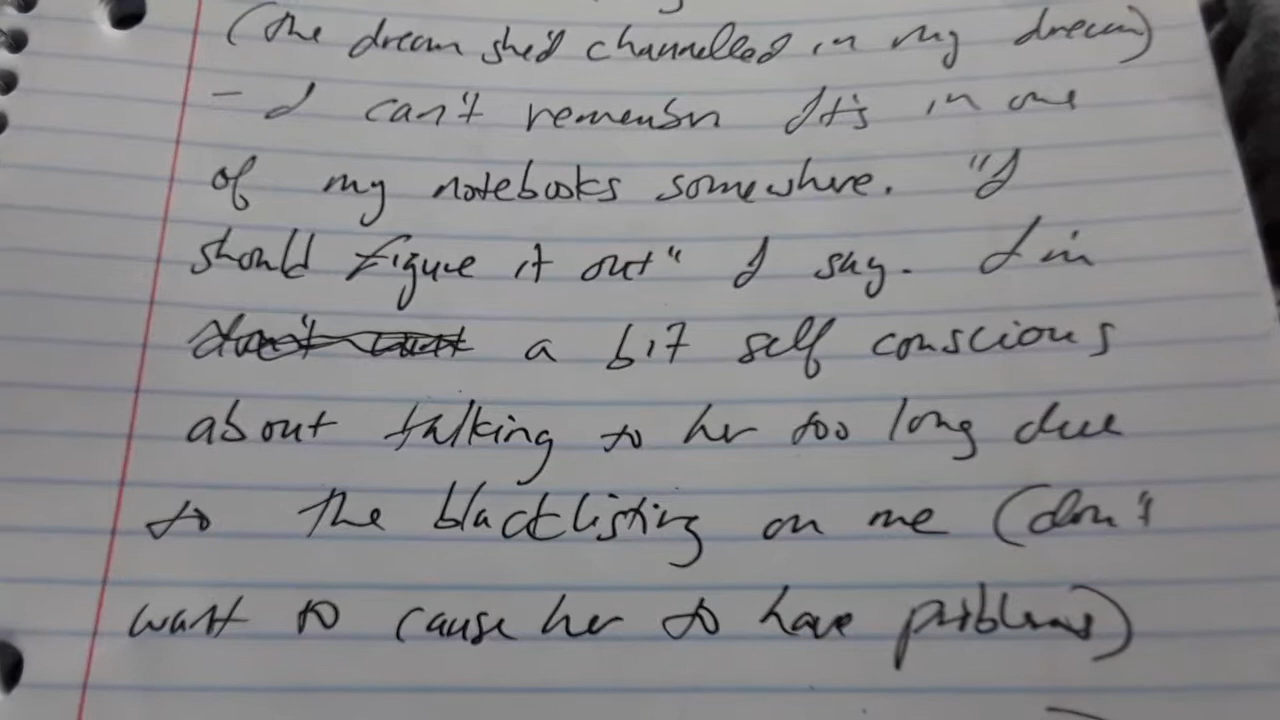 (the dream she'd channelled in my dream)
- I can't remember It's in one
of my notebooks somewhere. "I
should figure it out" I say. I'm
a bit self conscious
about talking to her too long due
to the blacklisting on me (don't
want to cause her to have problems)